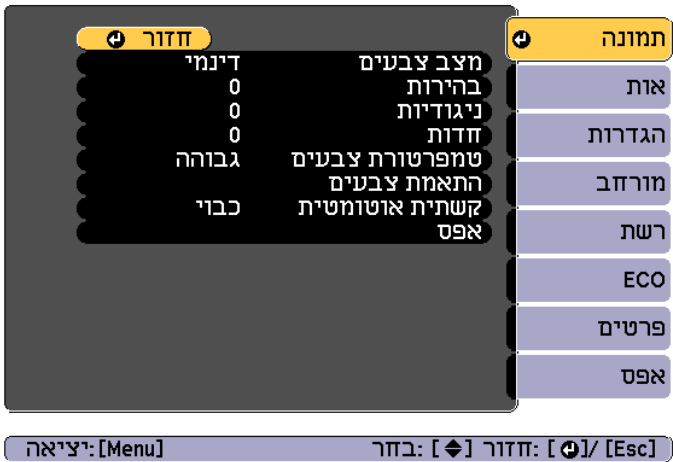 תמונה
אות
הגדרות
מורחב
רשת
ECO
פרטים
אפס
חזור
מצב צבעים דינמי
בהירות 0
ניגודיות 0
חדות 0
טמפרטורת צבעים גבוהה
התאמת צבעים
קשתית אוטומטית כבוי
אפס
[Esc] /[ ] :חזור [ ] :בחר [Menu]:יציאה